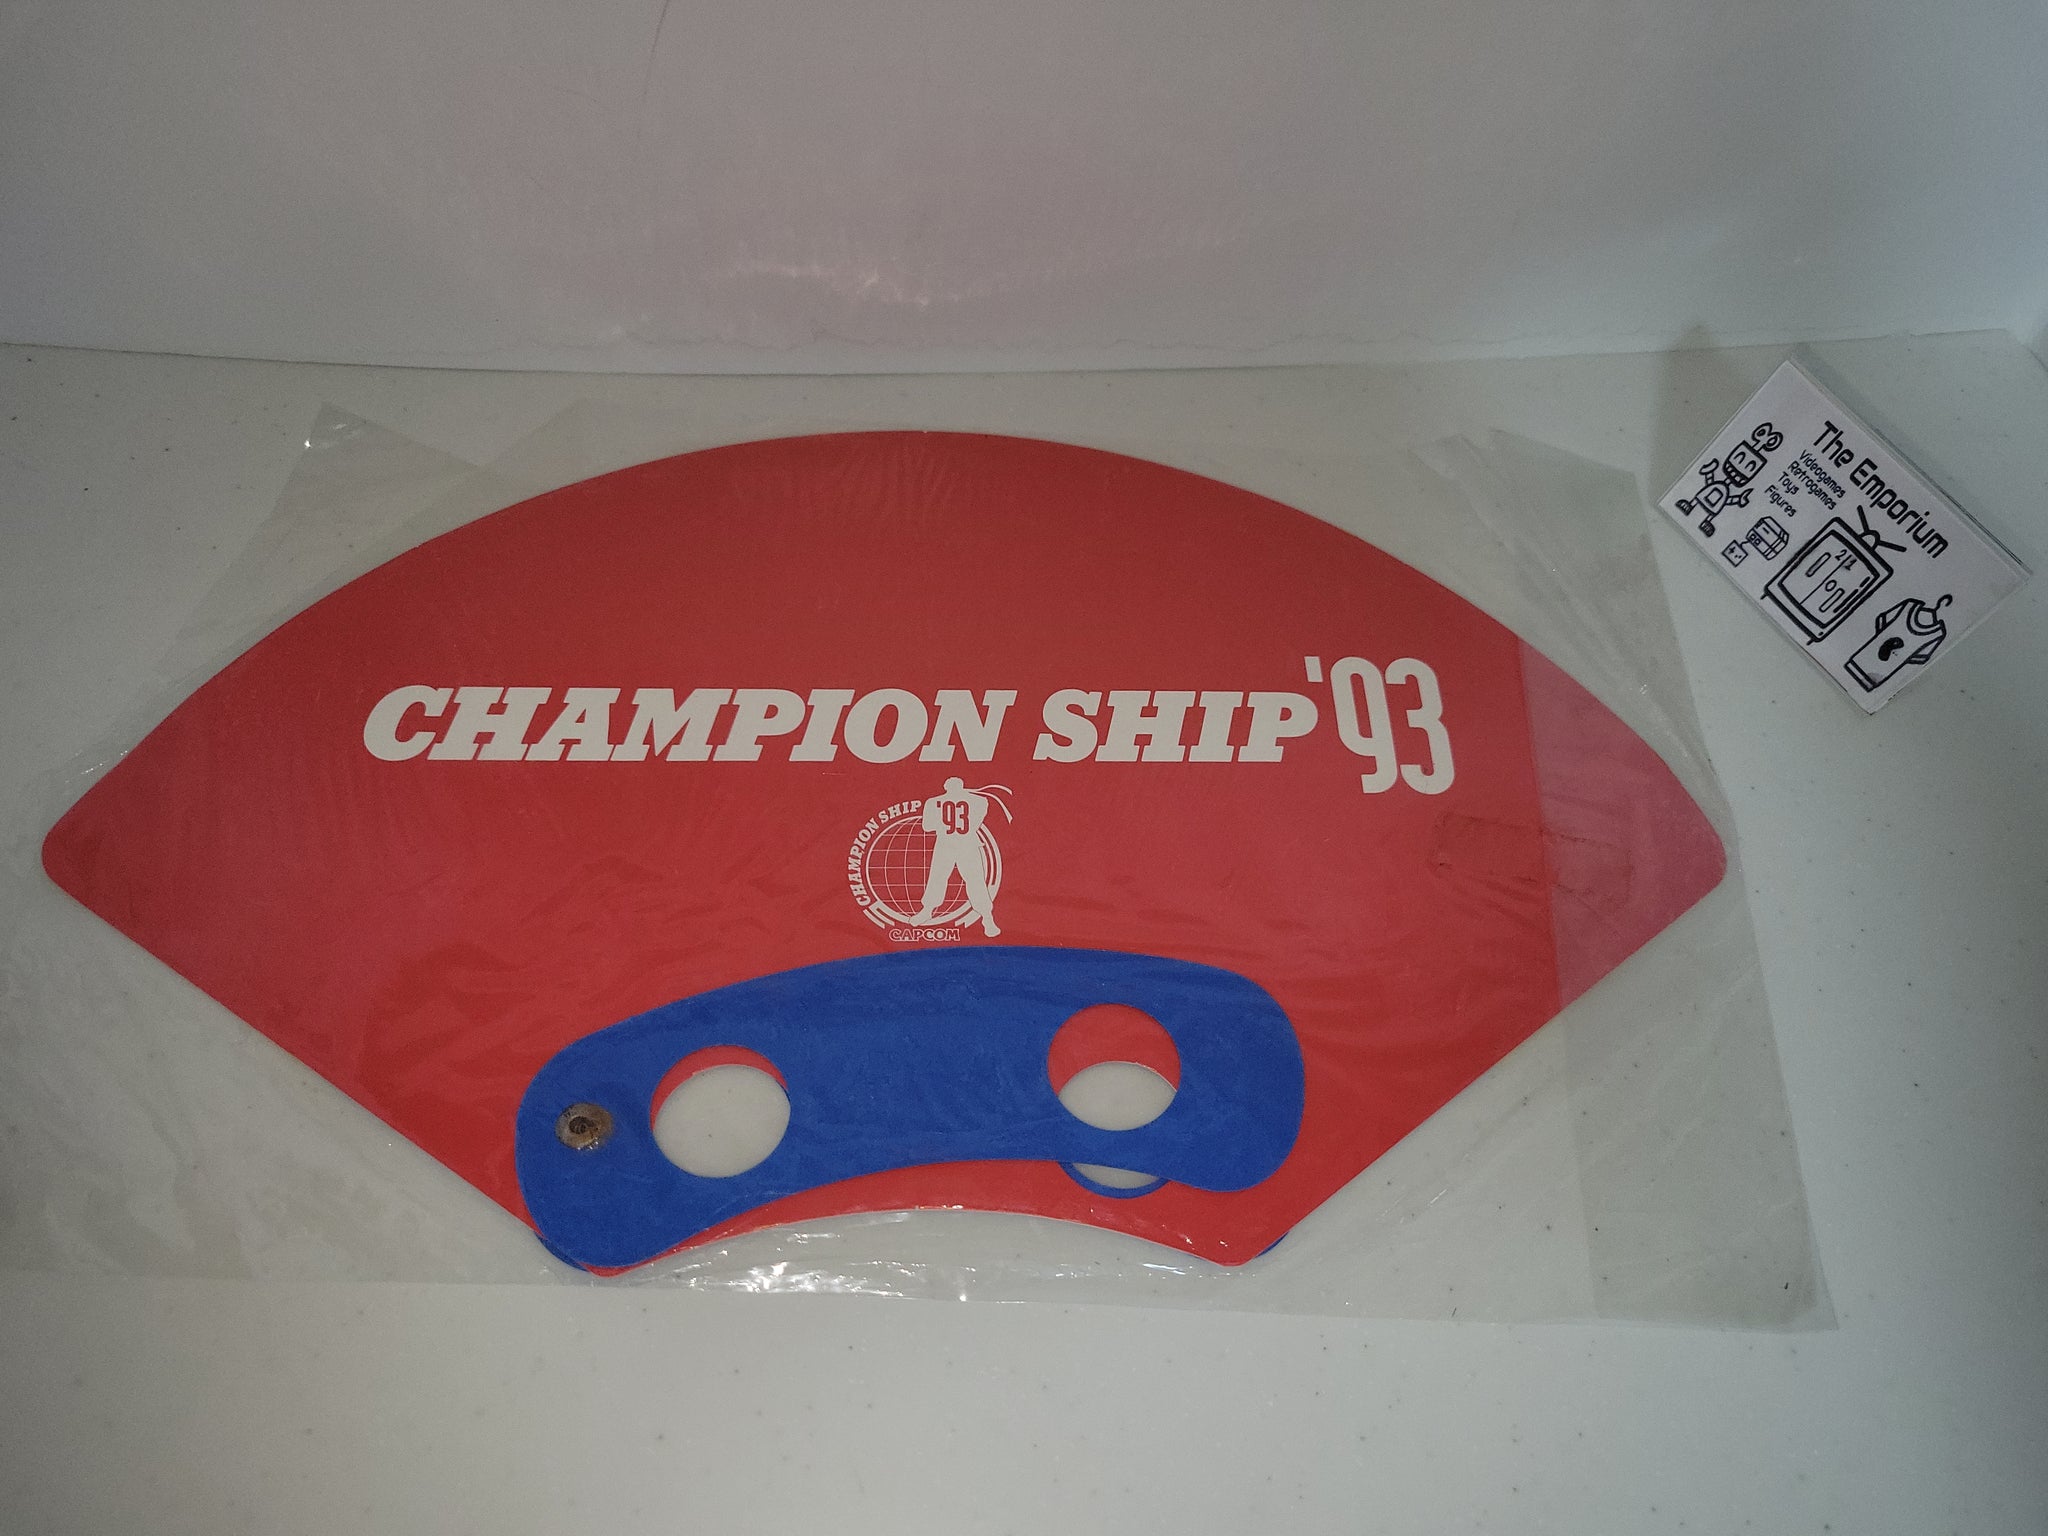 CHAMPION SHIP '93
CHAMPION SHIP '93
CAPCOM
The Emporium
Videogames
Retrogames
Toys
Figures